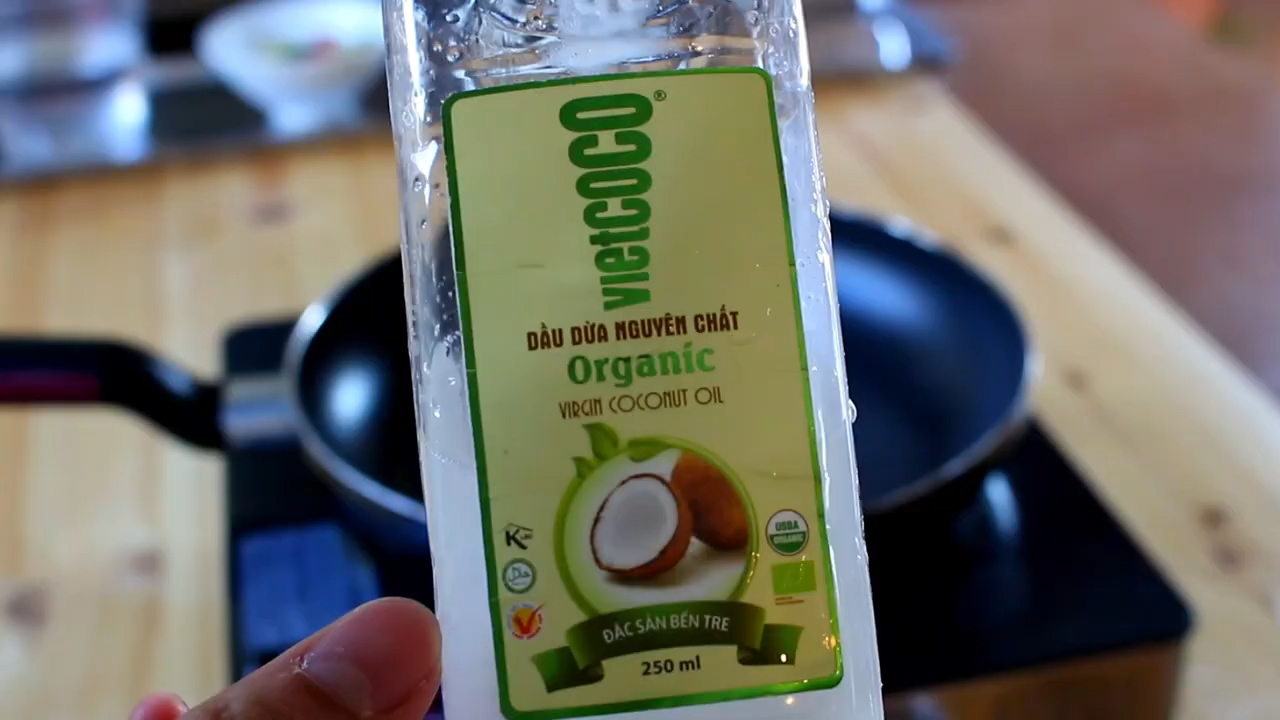 vietcoco®
DẦU DỪA NGUYÊN CHẤT
Organic
VIRGIN COCONUT OIL
K
USDA
ORGANIC
ĐẶC SẢN BẾN TRE
250 ml